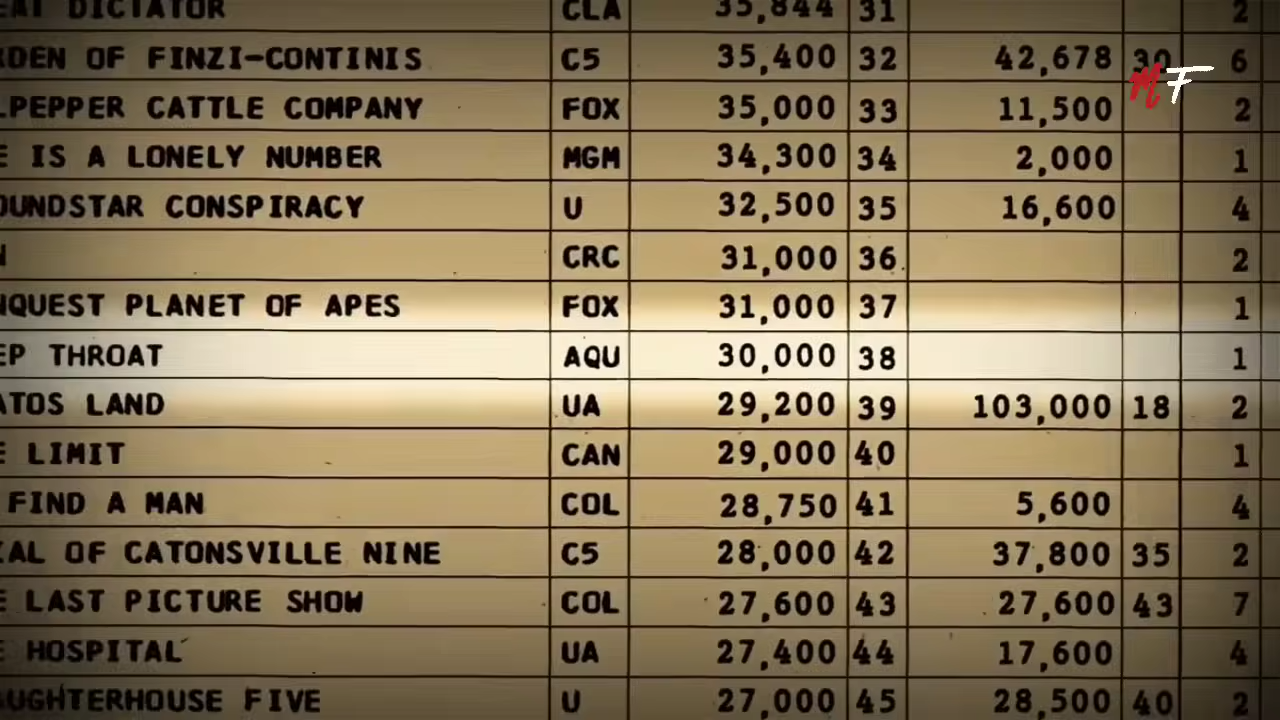 EAT DICTATOR CLA 35,844 31 2
RDEN OF FINZI-CONTINIS C5 35,400 32 42,678 30 6
MF
LPEPPER CATTLE COMPANY FOX 35,000 33 11,500 2
E IS A LONELY NUMBER MGM 34,300 34 2,000 1
OUNDSTAR CONSPIRACY U 32,500 35 16,600 4
N CRC 31,000 36 2
NQUEST PLANET OF APES FOX 31,000 37 1
EP THROAT AQU 30,000 38 1
ATOS LAND UA 29,200 39 103,000 18 2
E LIMIT CAN 29,000 40 1
FIND A MAN COL 28,750 41 5,600 4
IAL OF CATONSVILLE NINE C5 28,000 42 37,800 35 2
E LAST PICTURE SHOW COL 27,600 43 27,600 43 7
E HOSPITAL UA 27,400 44 17,600 4
AUGHTERHOUSE FIVE U 27,000 45 28,500 40 2